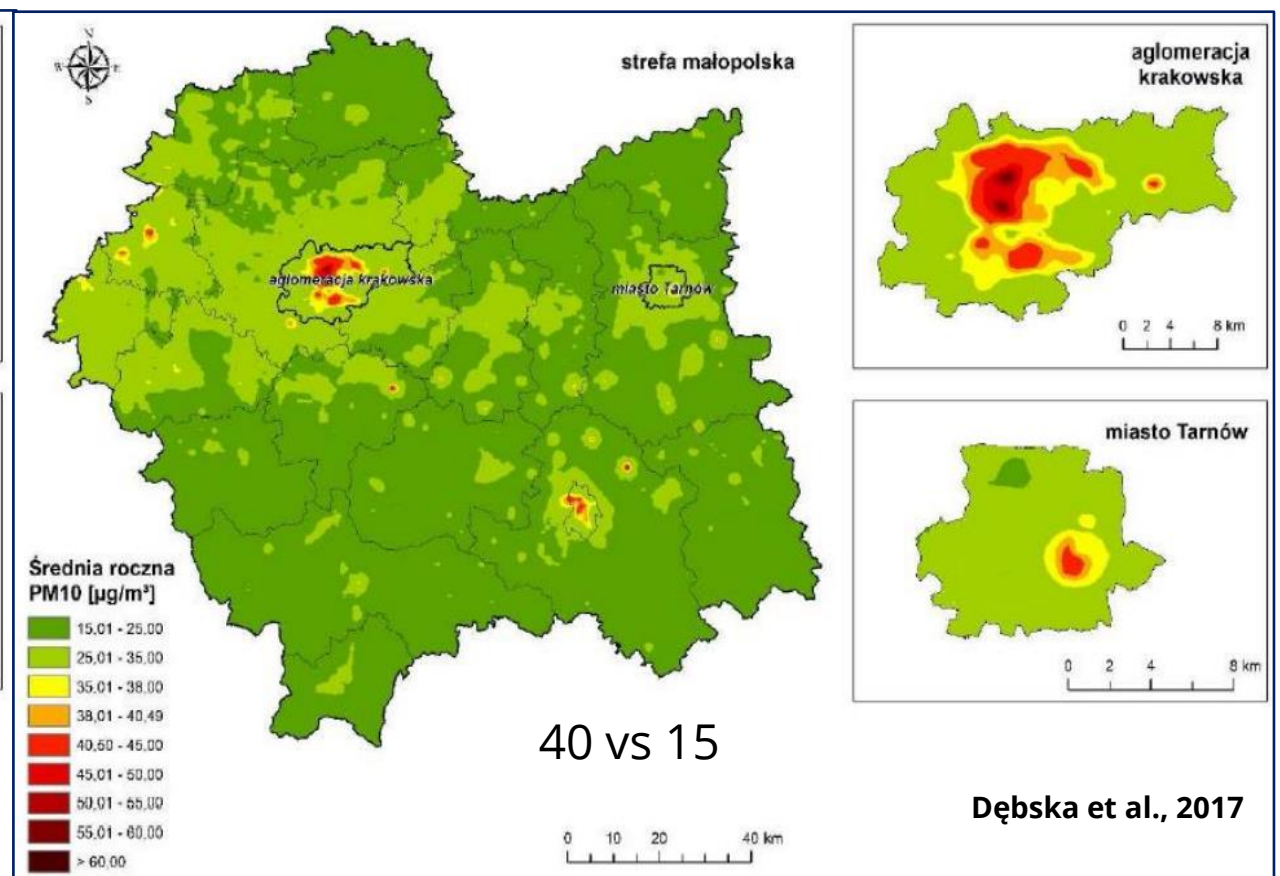 N
W E
S
strefa małopolska
aglomeracja krakowska
miasto Tarnów
Średnia roczna
PM10 [µg/m³]
15,01 - 25,00
25,01 - 35,00
35,01 - 38,00
38,01 - 40,49
40,50 - 45,00
45,01 - 50,00
50,01 - 55,00
55,01 - 60,00
> 60,00
40 vs 15
0 10 20 40 km
aglomeracja
krakowska
0 2 4 8 km
miasto Tarnów
0 2 4 8 km
Dębska et al., 2017